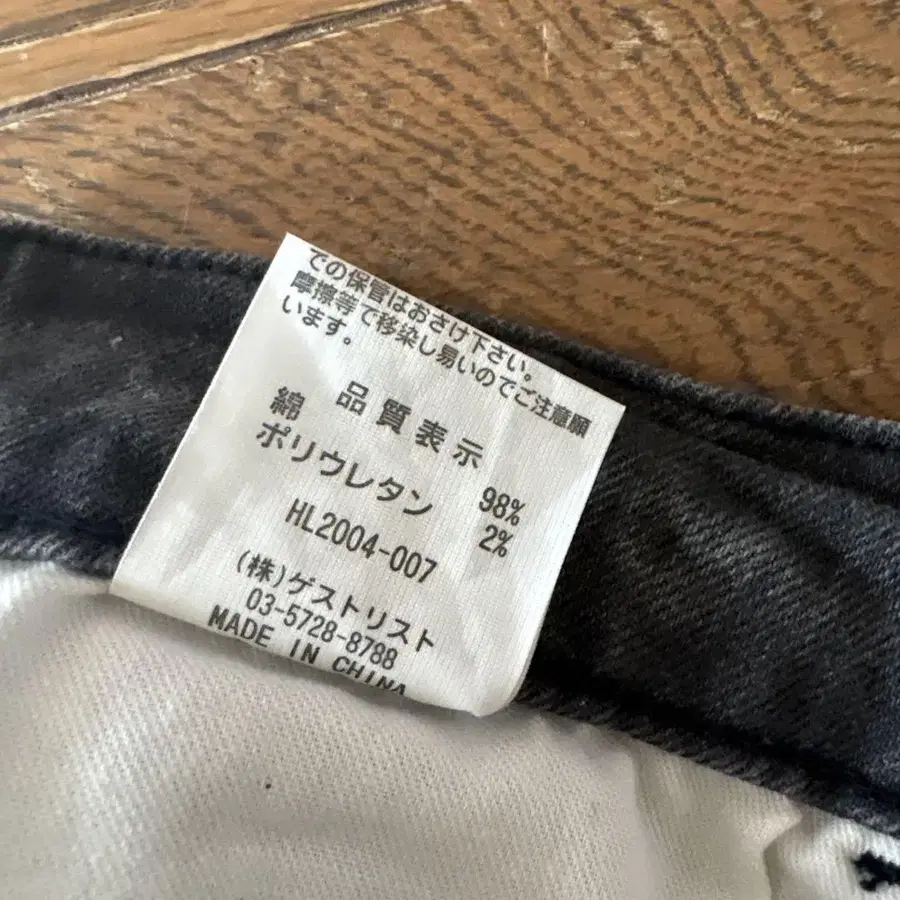 での保管はおさけ下さい。
摩擦等で移染し易いのでご注意願
います。
品質表示
綿 98%
ポリウレタン 2%
HL2004-007
(株)ゲストリスト
03-5728-8788
MADE IN CHINA